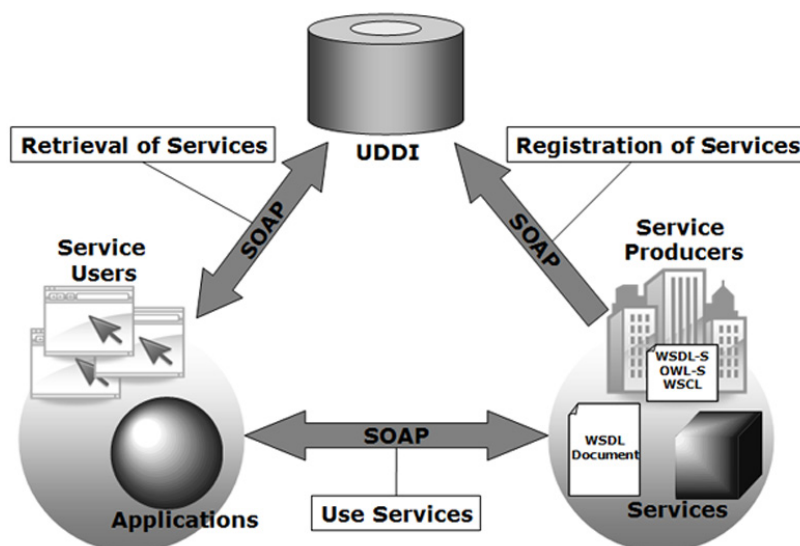 Retrieval of Services
UDDI
Registration of Services
SOAP
SOAP
Service
Users
Service
Producers
WSDL-S
OWL-S
WSCL
SOAP
WSDL
Document
Applications
Use Services
Services